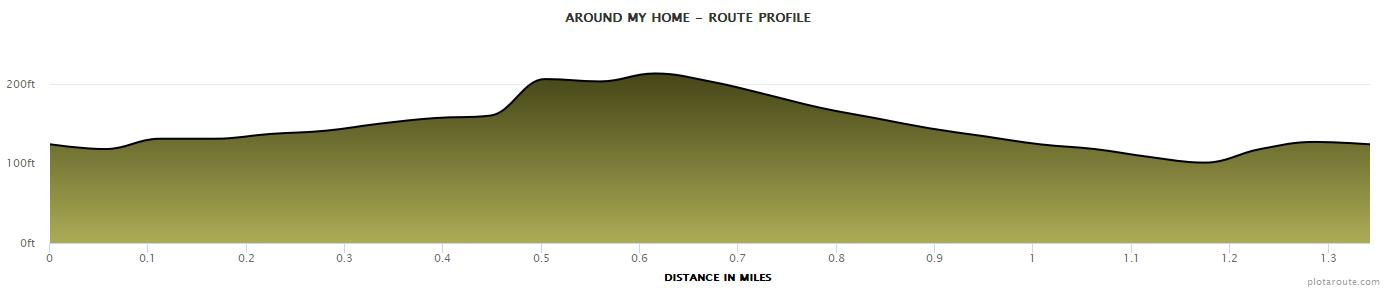 AROUND MY HOME - ROUTE PROFILE
200ft
100ft
0ft
0 0.1 0.2 0.3 0.4 0.5 0.6 0.7 0.8 0.9 1 1.1 1.2 1.3
DISTANCE IN MILES
plotaroute.com